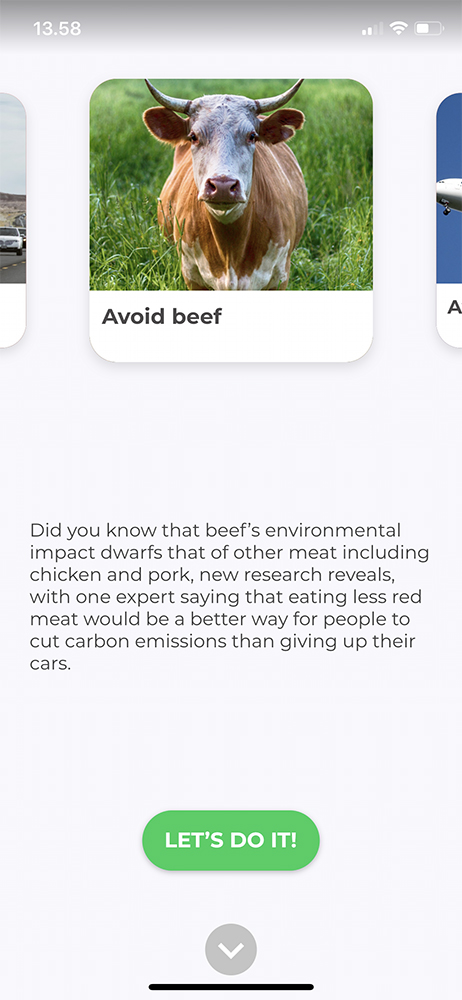 13.58
Avoid beef
A
Did you know that beef's environmental
impact dwarfs that of other meat including
chicken and pork, new research reveals,
with one expert saying that eating less red
meat would be a better way for people to
cut carbon emissions than giving up their
cars.
LET'S DO IT!